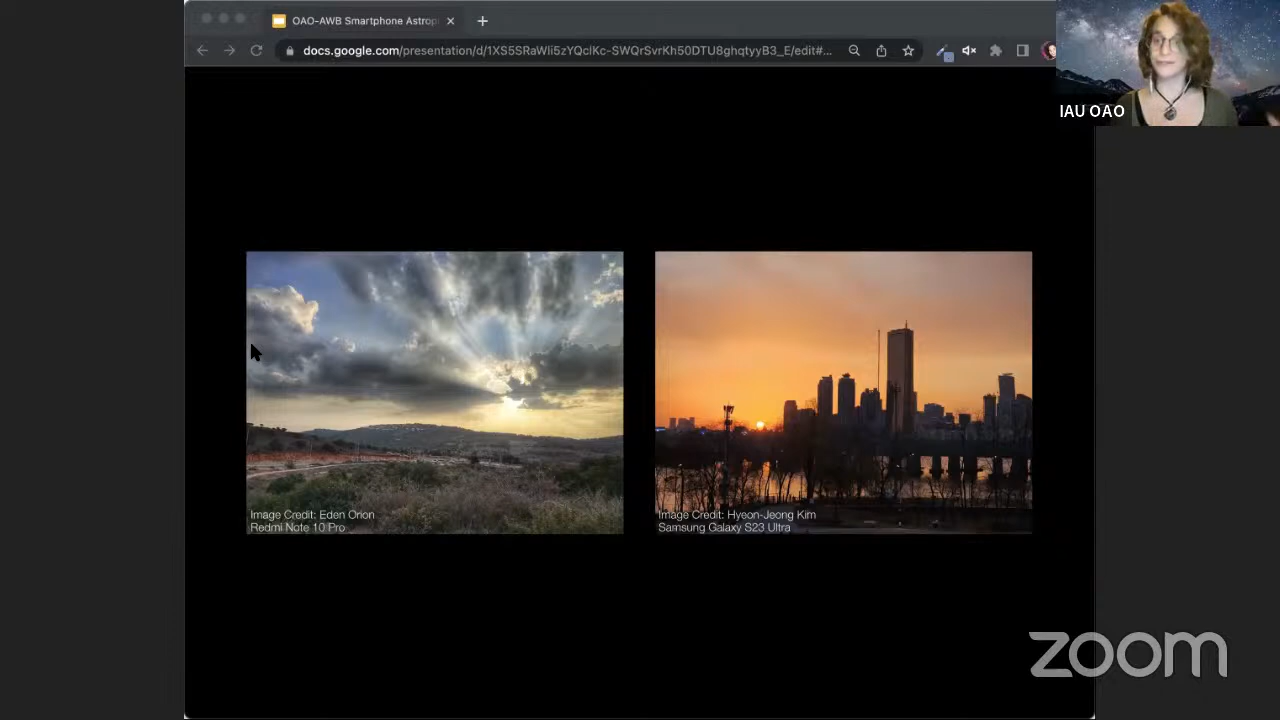 OAO-AWB Smartphone Astrop
docs.google.com/presentation/d/1XS5SRaWli5zYQclKc-SWQrSvrKh50DTU8ghqtyyB3_E/edit#...
IAU OAO
Image Credit: Eden Orion
Redmi Note 10 Pro
Image Credit: Hyeon-Jeong Kim
Samsung Galaxy S23 Ultra
zoom